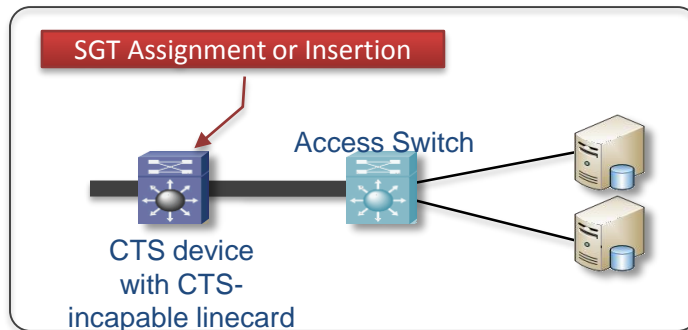 SGT Assignment or Insertion
Access Switch
CTS device
with CTS-
incapable linecard